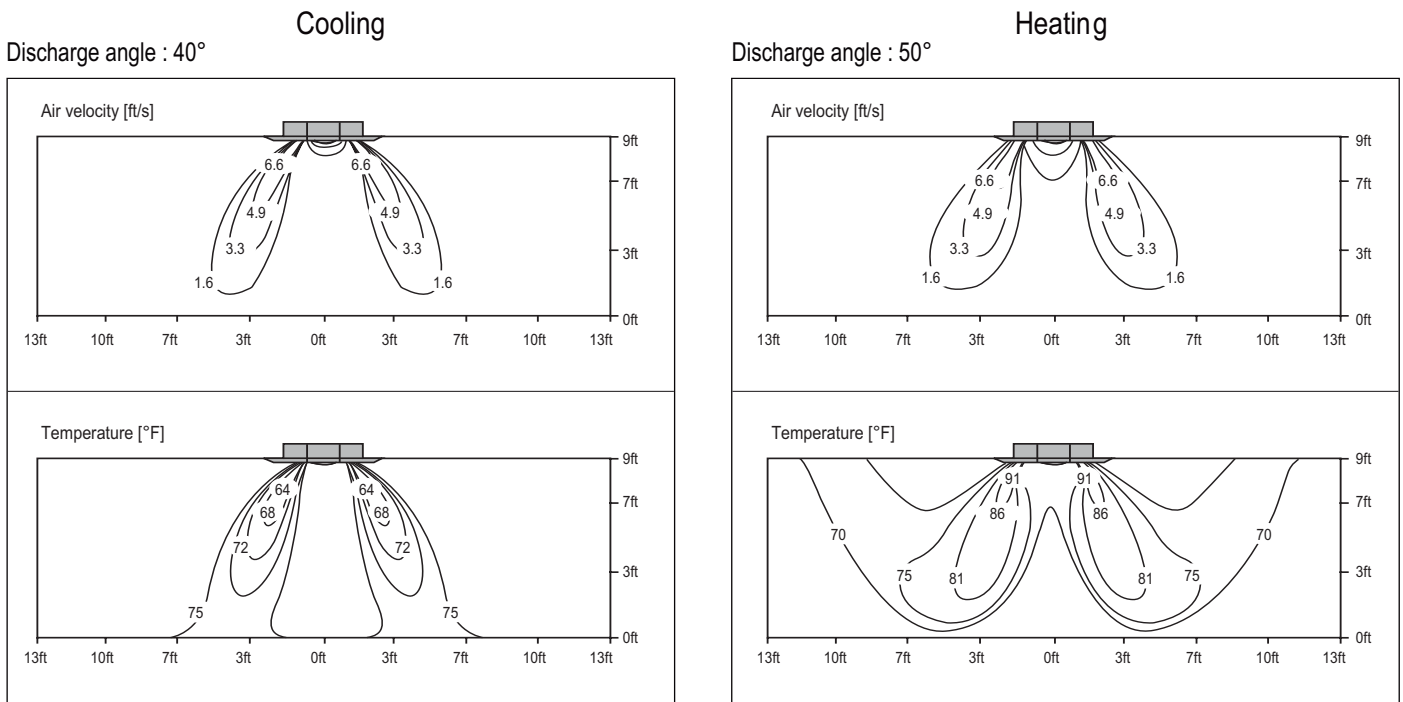 Cooling
Discharge angle : 40°
Air velocity [ft/s]
9ft
6.6 6.6
7ft
4.9 4.9
3.3 3.3
3ft
1.6 1.6
0ft
13ft 10ft 7ft 3ft 0ft 3ft 7ft 10ft 13ft
Temperature [°F]
9ft
64 64
7ft
68 68
72 72
3ft
75 75
0ft
13ft 10ft 7ft 3ft 0ft 3ft 7ft 10ft 13ft
Heating
Discharge angle : 50°
Air velocity [ft/s]
9ft
6.6 6.6
7ft
4.9 4.9
3.3 3.3
3ft
1.6 1.6
0ft
13ft 10ft 7ft 3ft 0ft 3ft 7ft 10ft 13ft
Temperature [°F]
9ft
91 91
7ft
86 86
70 70
75 75
3ft
81 81
0ft
13ft 10ft 7ft 3ft 0ft 3ft 7ft 10ft 13ft